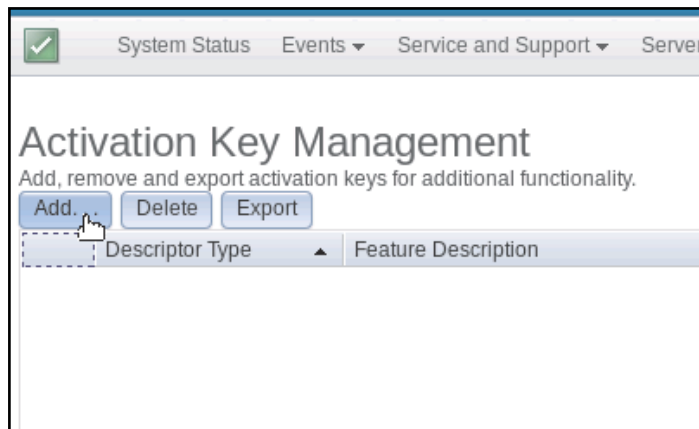 System Status Events Service and Support Server
Activation Key Management
Add, remove and export activation keys for additional functionality.
Add... Delete Export
Descriptor Type Feature Description